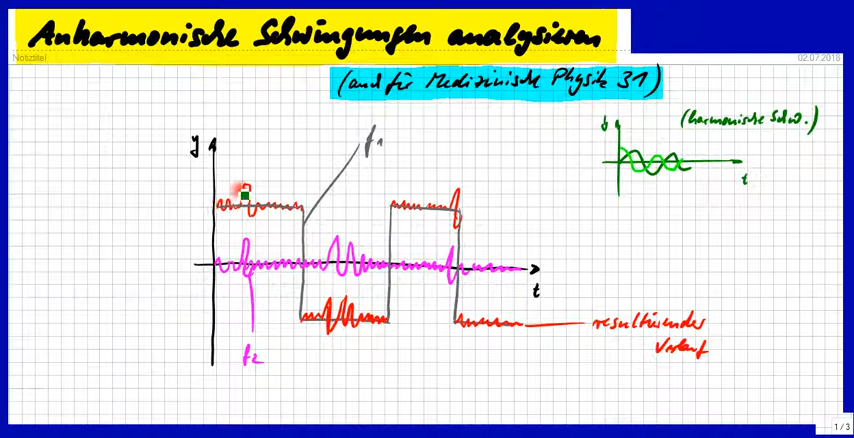 Anharmonische Schwingungen analysieren
Notiztitel
02.07.2018
(auch für Medizinische Physik 31)
(harmonische Schw.)
y
t
y
f1
t
f2
resultierender
Verlauf
1 / 3